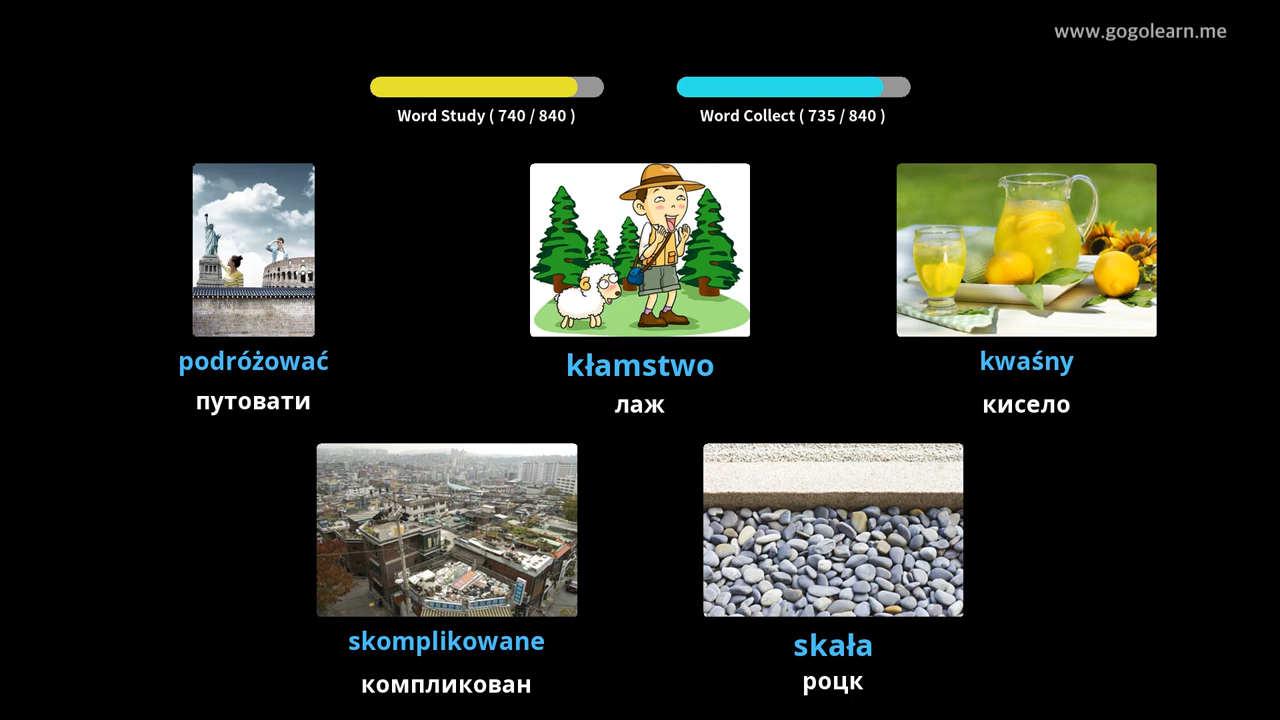 www.gogolearn.me
Word Study ( 740 / 840 )
Word Collect ( 735 / 840 )
podróżować
kłamstwo
kwaśny
путовати
лаж
кисело
skomplikowane
skała
компликован
роцк